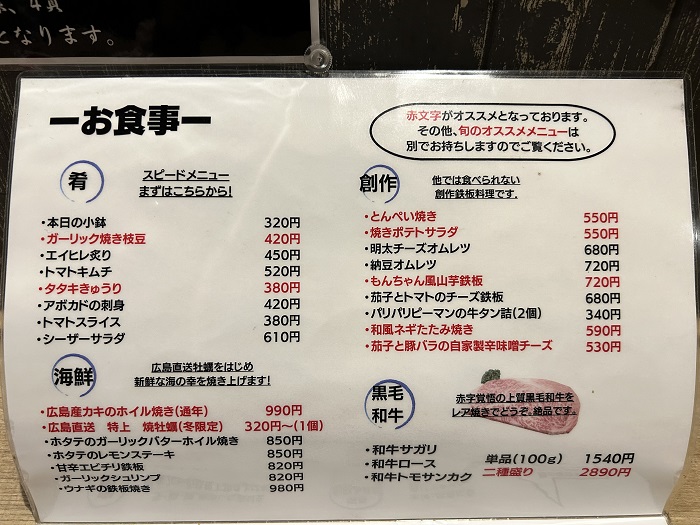 4貝
となります。
ーお食事ー
赤文字がオススメとなっております。
その他、旬のオススメメニューは
別でお持ちしますのでご覧ください。
肴
スピードメニュー
まずはこちらから!
・本日の小鉢 320円
・ガーリック焼き枝豆 420円
・エイヒレ炙り 450円
・トマトキムチ 520円
・タタキきゅうり 380円
・アボカドの刺身 420円
・トマトスライス 380円
・シーザーサラダ 610円
海鮮
広島直送牡蠣をはじめ
新鮮な海の幸を焼き上げます!
・広島産カキのホイル焼き(通年) 990円
・広島直送 特上 焼牡蠣(冬限定) 320円~(1個)
・ホタテのガーリックバターホイル焼き 850円
・ホタテのレモンステーキ 850円
・甘辛エビチリ鉄板 820円
・ガーリックシュリンプ 820円
・ウナギの鉄板焼き 980円
創作
他では食べられない
創作鉄板料理です。
・とんぺい焼き 550円
・焼きポテトサラダ 550円
・明太チーズオムレツ 680円
・納豆オムレツ 720円
・もんちゃん風山芋鉄板 720円
・茄子とトマトのチーズ鉄板 680円
・パリパリピーマンの牛タン詰(2個) 340円
・和風ネギたたみ焼き 590円
・茄子と豚バラの自家製辛味噌チーズ 530円
黒毛
和牛
赤字覚悟の上質黒毛和牛を
レア焼きでどうぞ。絶品です。
・和牛サガリ
・和牛ロース 単品(100g) 1540円
・和牛トモサンカク 二種盛り 2890円